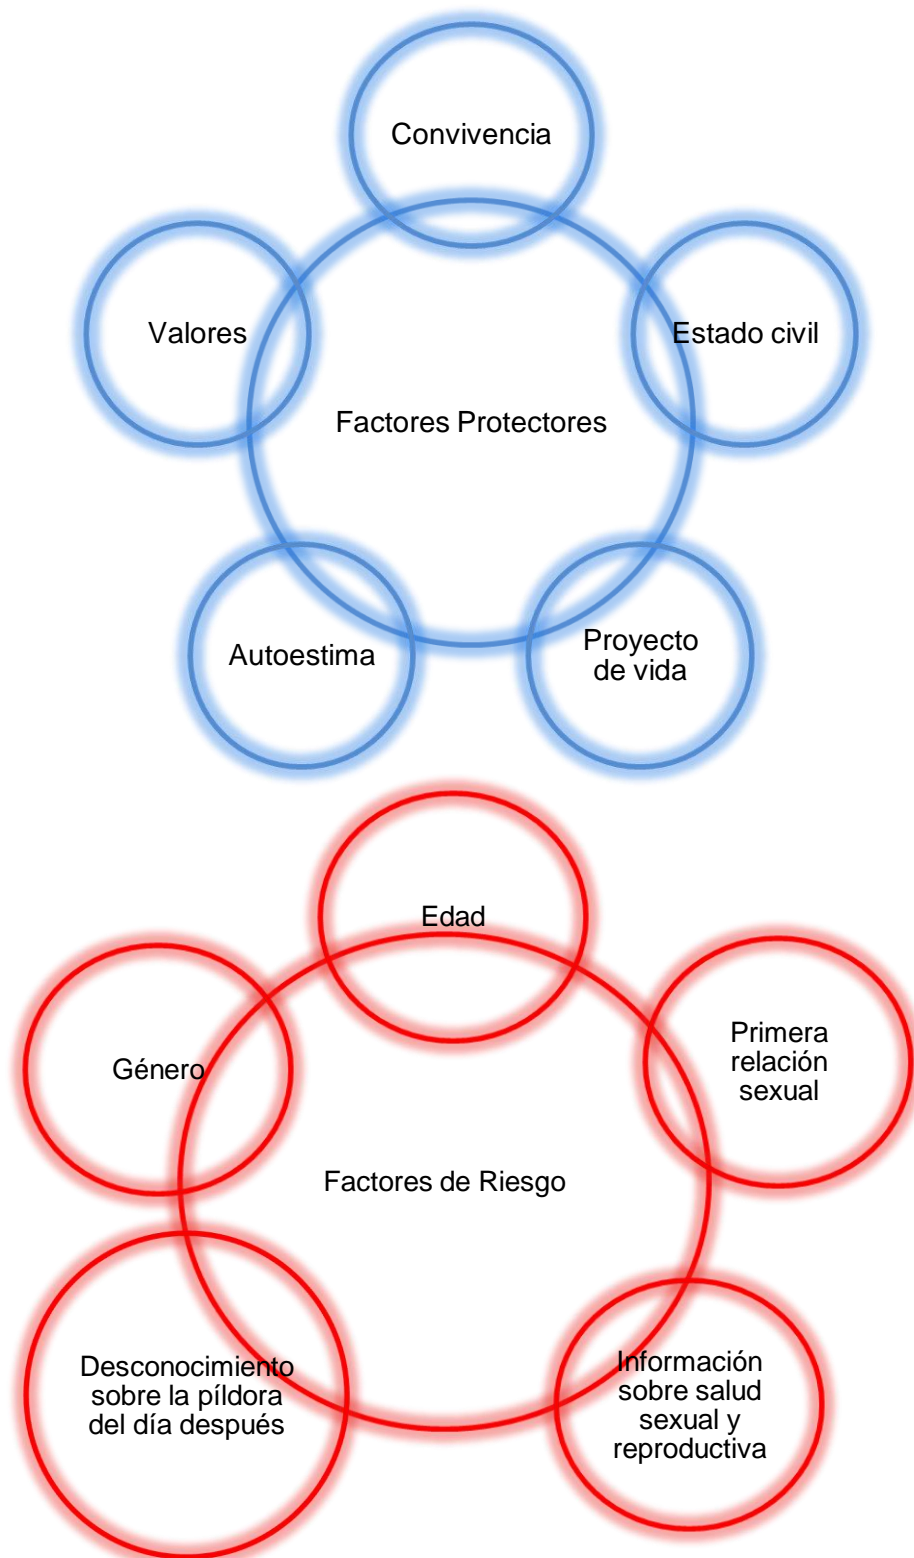 Convivencia
Valores
Estado civil
Factores Protectores
Autoestima
Proyecto
de vida
Edad
Género
Primera
relación
sexual
Factores de Riesgo
Desconocimiento
sobre la píldora
del día después
Información
sobre salud
sexual y
reproductiva